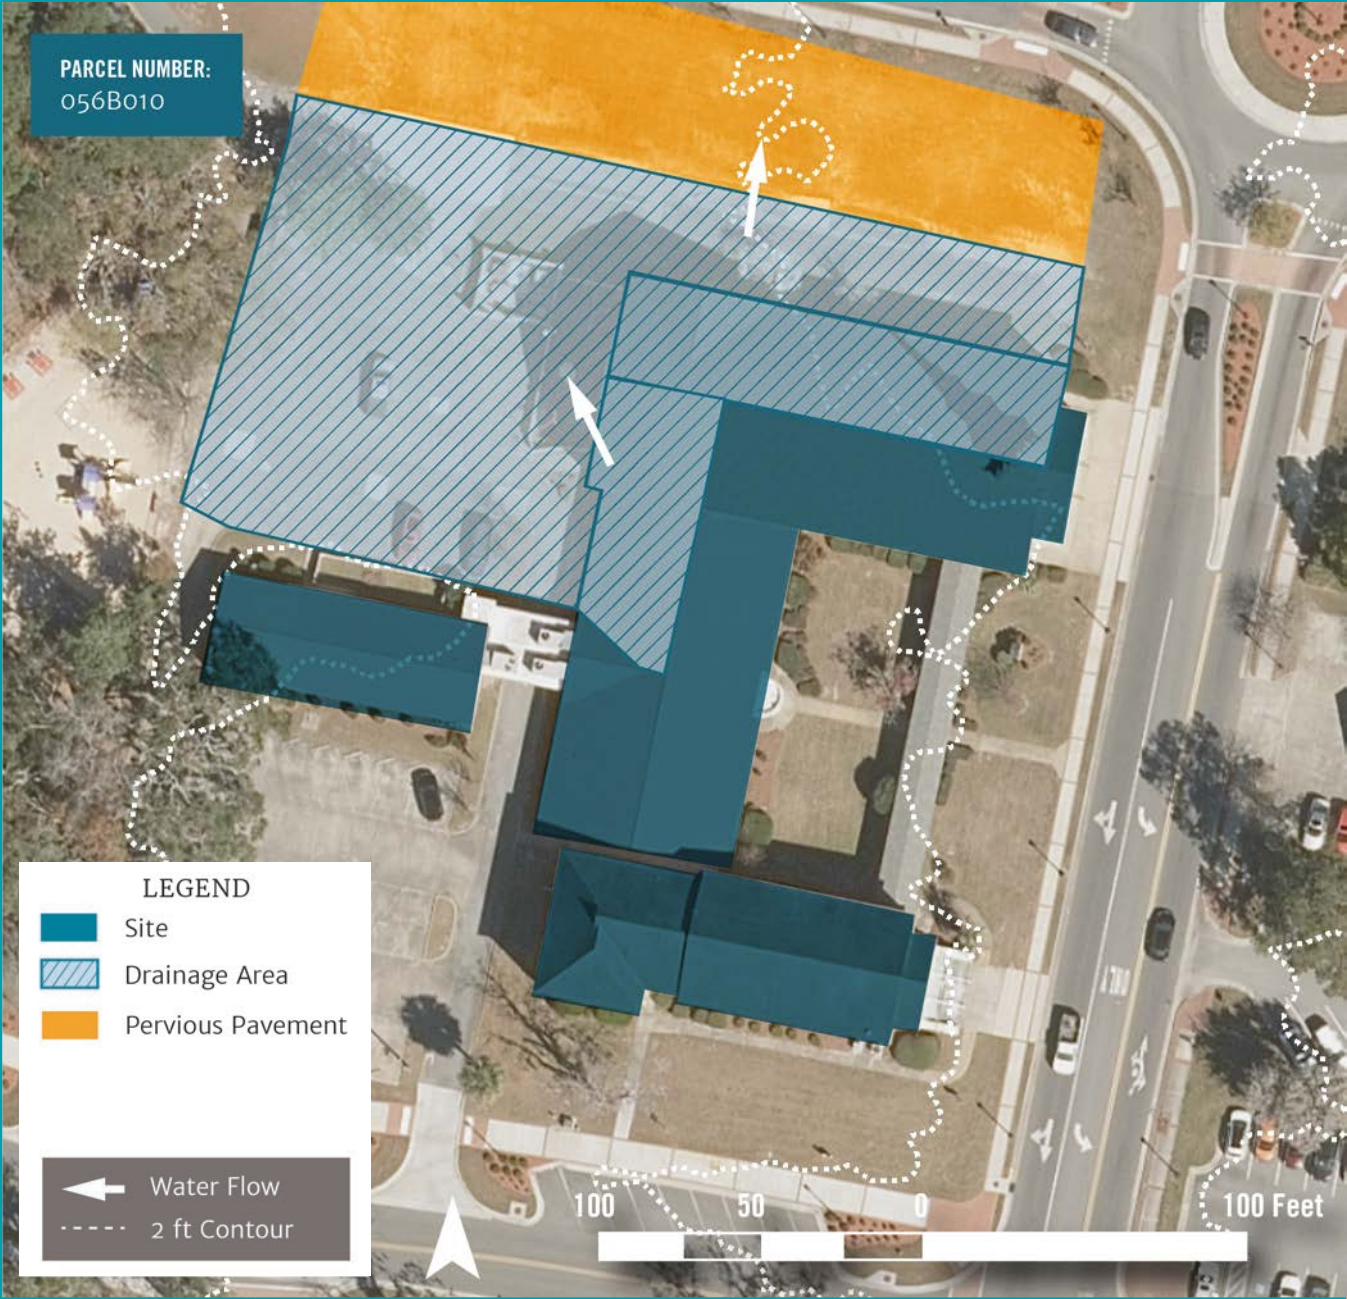 PARCEL NUMBER:
056B010
LEGEND
Site
Drainage Area
Pervious Pavement
Water Flow
2 ft Contour
100 50 0 100 Feet